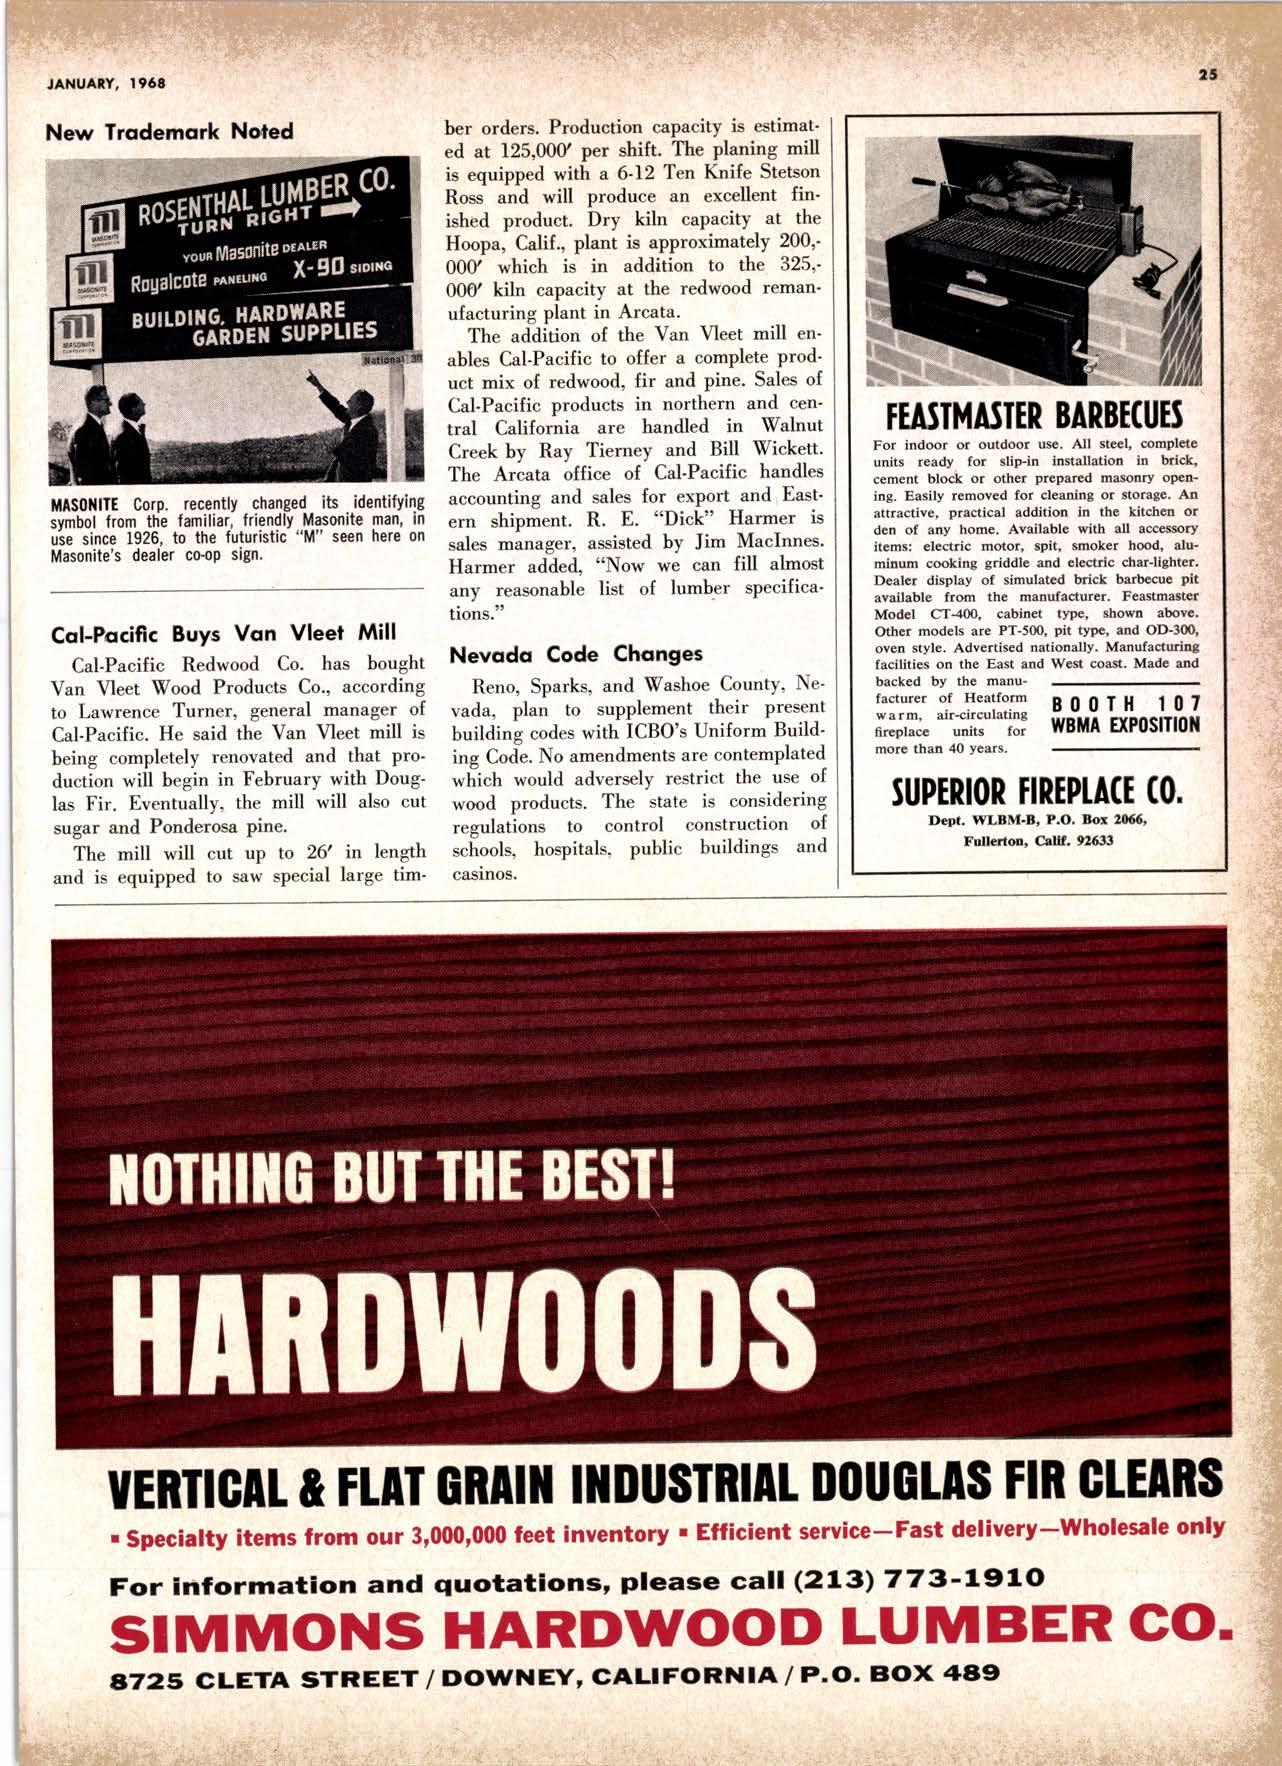 JANUARY, 1968
25
New Trademark Noted
ROSENTHAL LUMBER CO.
TURN RIGHT
YOUR Masonite DEALER
Royalcote PANELING X-90 SIDING
BUILDING, HARDWARE
GARDEN SUPPLIES
MASONITE
CORPORATION
MASONITE
CORPORATION
MASONITE
CORPORATION
National
MASONITE Corp. recently changed its identifying
symbol from the familiar, friendly Masonite man, in
use since 1926, to the futuristic "M" seen here on
Masonite's dealer co-op sign.
Cal-Pacific Buys Van Vleet Mill
Cal-Pacific Redwood Co. has bought
Van Vleet Wood Products Co., according
to Lawrence Turner, general manager of
Cal-Pacific. He said the Van Vleet mill is
being completely renovated and that pro-
duction will begin in February with Doug-
las Fir. Eventually, the mill will also cut
sugar and Ponderosa pine.
The mill will cut up to 26' in length
and is equipped to saw special large tim-
ber orders. Production capacity is estimat-
ed at 125,000' per shift. The planing mill
is equipped with a 6-12 Ten Knife Stetson
Ross and will produce an excellent fin-
ished product. Dry kiln capacity at the
Hoopa, Calif., plant is approximately 200,-
000' which is in addition to the 325,-
000' kiln capacity at the redwood reman-
ufacturing plant in Arcata.
The addition of the Van Vleet mill en-
ables Cal-Pacific to offer a complete prod-
uct mix of redwood, fir and pine. Sales of
Cal-Pacific products in northern and cen-
tral California are handled in Walnut
Creek by Ray Tierney and Bill Wickett.
The Arcata office of Cal-Pacific handles
accounting and sales for export and East-
ern shipment. R. E. "Dick" Harmer is
sales manager, assisted by Jim MacInnes.
Harmer added, "Now we can fill almost
any reasonable list of lumber specifica-
tions."
Nevada Code Changes
Reno, Sparks, and Washoe County, Ne-
vada, plan to supplement their present
building codes with ICBO's Uniform Build-
ing Code. No amendments are contemplated
which would adversely restrict the use of
wood products. The state is considering
regulations to control construction of
schools, hospitals, public buildings and
casinos.
FEASTMASTER BARBECUES
For indoor or outdoor use. All steel, complete
units ready for slip-in installation in brick,
cement block or other prepared masonry open-
ing. Easily removed for cleaning or storage. An
attractive, practical addition in the kitchen or
den of any home. Available with all accessory
items: electric motor, spit, smoker hood, alu-
minum cooking griddle and electric char-lighter.
Dealer display of simulated brick barbecue pit
available from the manufacturer. Feastmaster
Model CT-400, cabinet type, shown above.
Other models are PT-500, pit type, and OD-300,
oven style. Advertised nationally. Manufacturing
facilities on the East and West coast. Made and
backed by the manu-
facturer of Heatform
warm, air-circulating
fireplace units for
more than 40 years.
BOOTH 107
WBMA EXPOSITION
SUPERIOR FIREPLACE CO.
Dept. WLBM-B, P.O. Box 2066,
Fullerton, Calif. 92633
NOTHING BUT THE BEST!
HARDWOODS
VERTICAL & FLAT GRAIN INDUSTRIAL DOUGLAS FIR CLEARS
▪ Specialty items from our 3,000,000 feet inventory ▪ Efficient service—Fast delivery—Wholesale only
For information and quotations, please call (213) 773-1910
SIMMONS HARDWOOD LUMBER CO.
8725 CLETA STREET / DOWNEY, CALIFORNIA / P.O. BOX 489